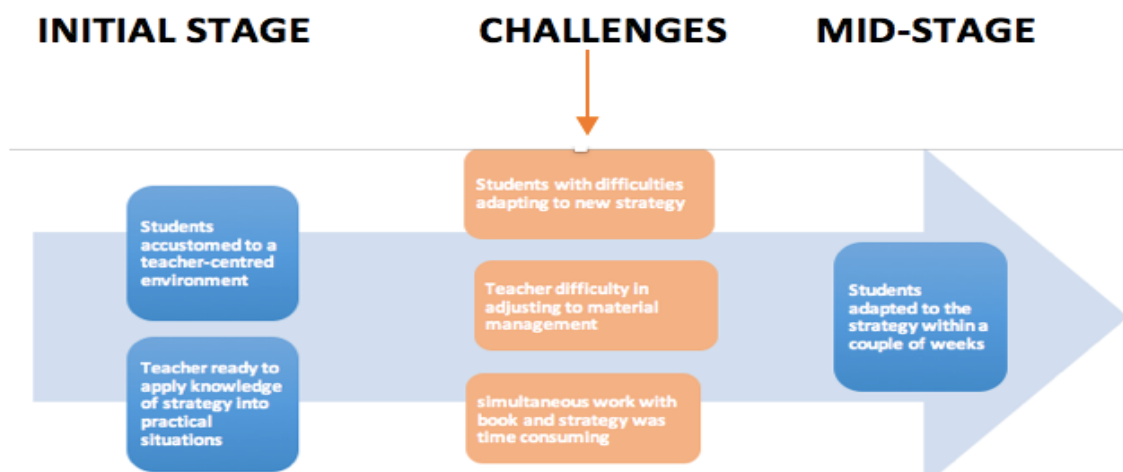 INITIAL STAGE
CHALLENGES
MID-STAGE
Students
accustomed to a
teacher-centred
environment
Teacher ready to
apply knowledge
of strategy into
practical
situations
Students with difficulties
adapting to new strategy
Teacher difficulty in
adjusting to material
management
simultaneous work with
book and strategy was
time consuming
Students
adapted to the
strategy within a
couple of weeks